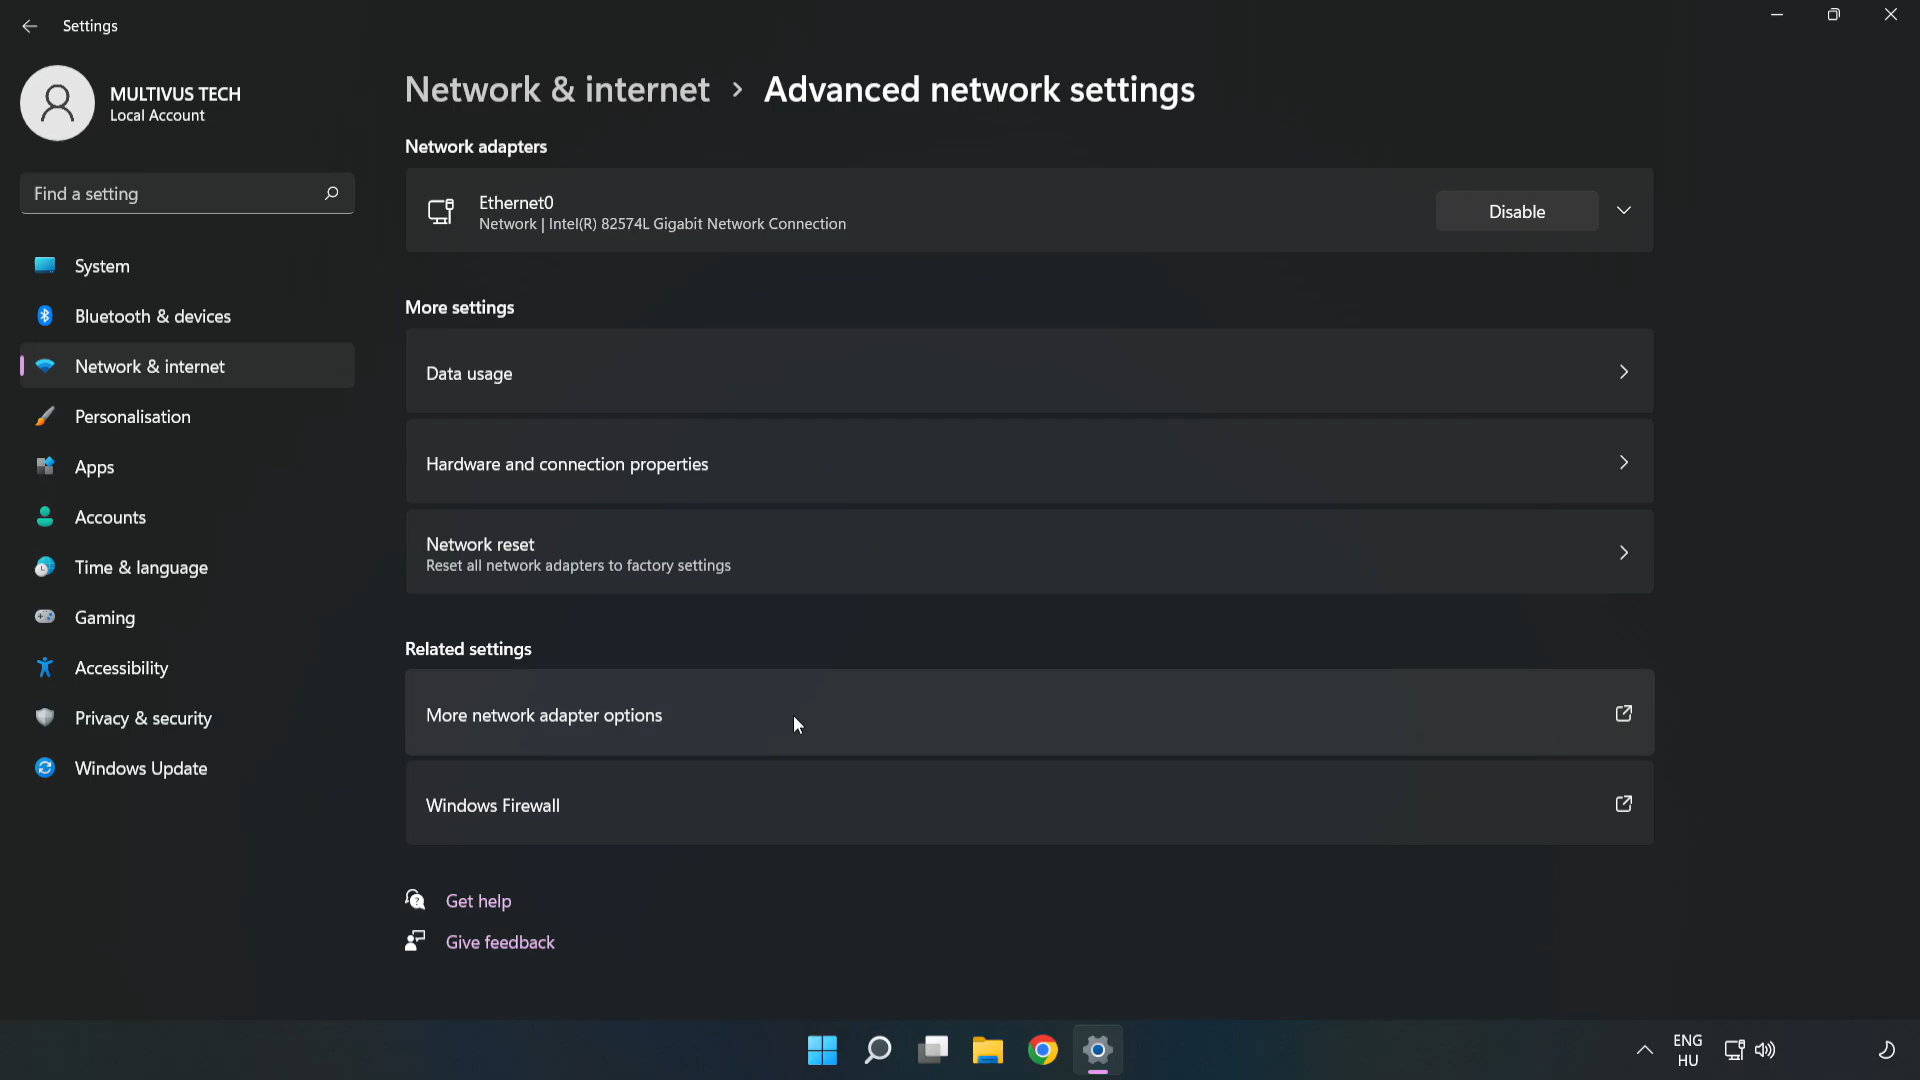 Settings
MULTIVUS TECH
Local Account
Find a setting
System
Bluetooth & devices
Network & internet
Personalisation
Apps
Accounts
Time & language
Gaming
Accessibility
Privacy & security
Windows Update
Network & internet > Advanced network settings
Network adapters
Ethernet0
Network | Intel(R) 82574L Gigabit Network Connection
Disable
More settings
Data usage
Hardware and connection properties
Network reset
Reset all network adapters to factory settings
Related settings
More network adapter options
Windows Firewall
Get help
Give feedback
ENG
HU